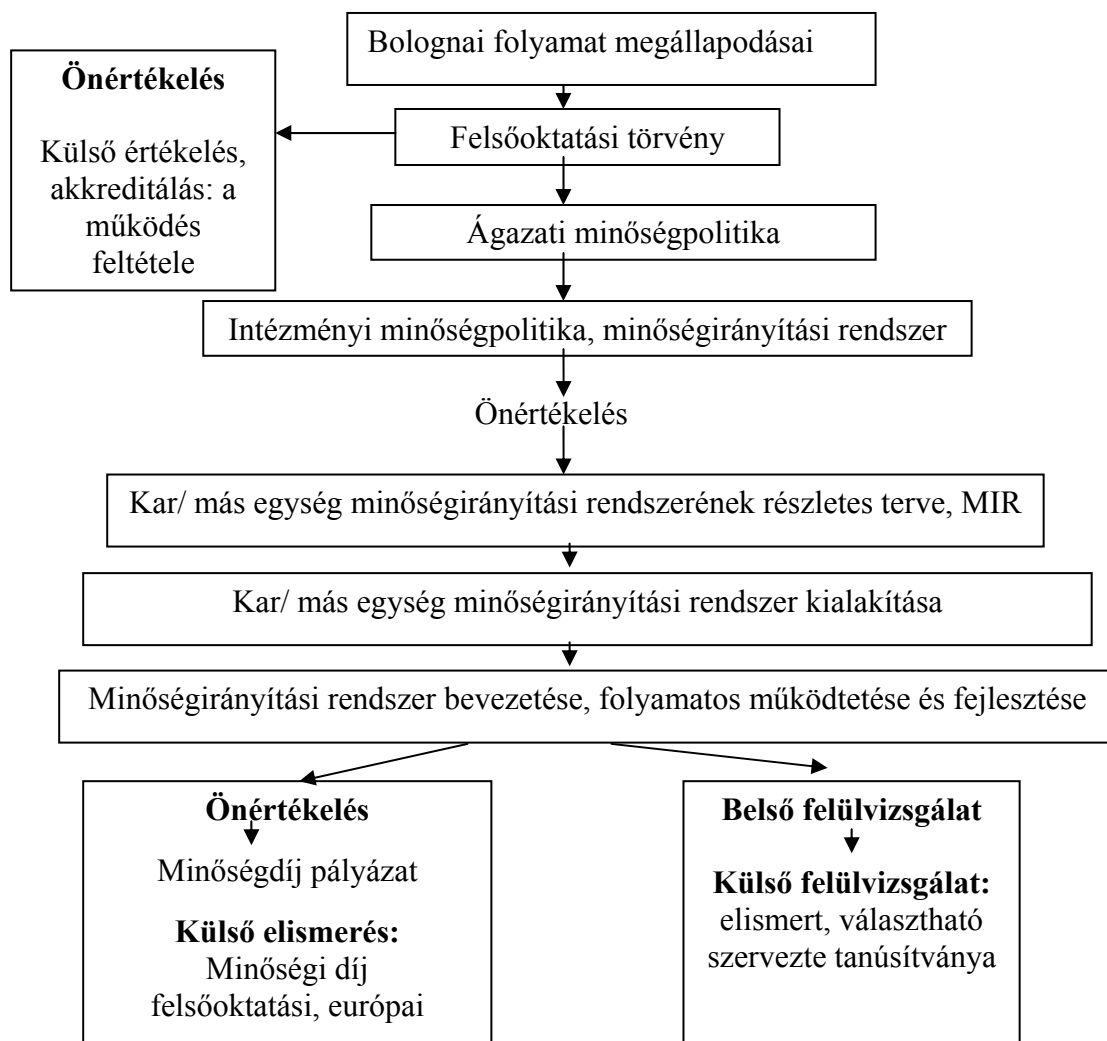 Bolognai folyamat megállapodásai
Önértékelés
Külső értékelés,
akkreditálás: a
működés
feltétele
Felsőoktatási törvény
Ágazati minőségpolitika
Intézményi minőségpolitika, minőségirányítási rendszer
Önértékelés
Kar/ más egység minőségirányítási rendszerének részletes terve, MIR
Kar/ más egység minőségirányítási rendszer kialakítása
Minőségirányítási rendszer bevezetése, folyamatos működtetése és fejlesztése
Önértékelés
Minőségdíj pályázat
Külső elismerés:
Minőségi díj
felsőoktatási, európai
Belső felülvizsgálat
Külső felülvizsgálat:
elismert, választható
szervezte tanúsítványa